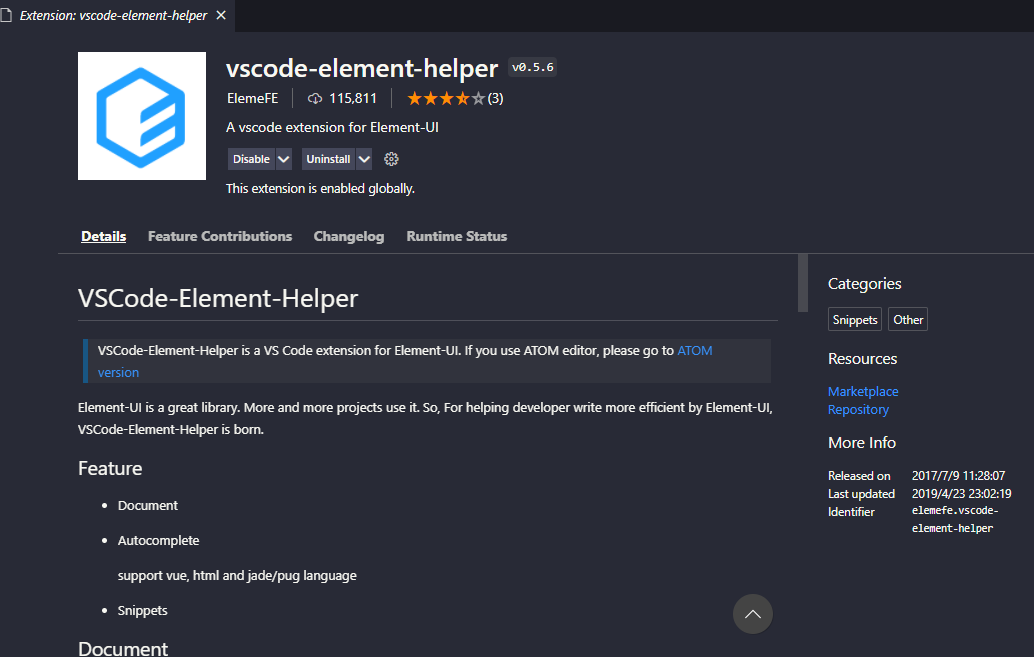 Extension: vscode-element-helper
vscode-element-helper v0.5.6
ElemeFE 115,811 (3)
A vscode extension for Element-UI
Disable Uninstall
This extension is enabled globally.
Details Feature Contributions Changelog Runtime Status
VSCode-Element-Helper
VSCode-Element-Helper is a VS Code extension for Element-UI. If you use ATOM editor, please go to ATOM
version
Element-UI is a great library. More and more projects use it. So, For helping developer write more efficient by Element-UI,
VSCode-Element-Helper is born.
Feature
Document
Autocomplete
support vue, html and jade/pug language
Snippets
Document
Categories
Snippets Other
Resources
Marketplace
Repository
More Info
Released on 2017/7/9 11:28:07
Last updated 2019/4/23 23:02:19
Identifier elemefe.vscode-
element-helper